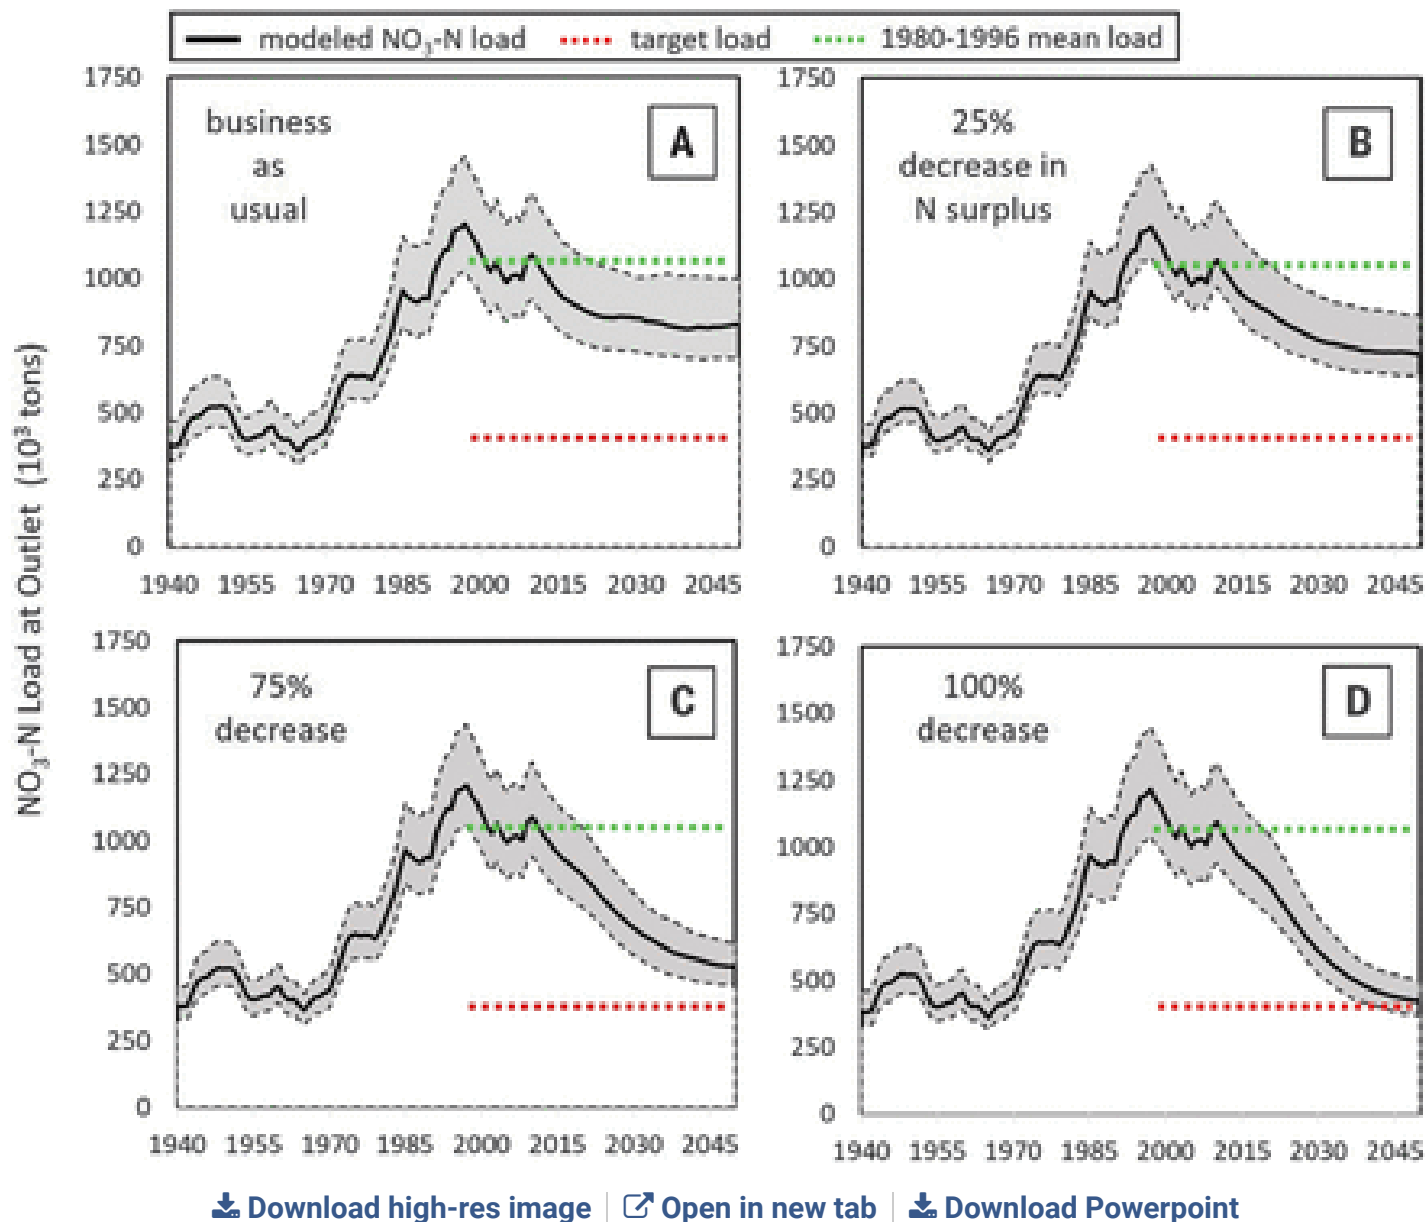 modeled NO₃-N load target load 1980-1996 mean load
NO₃-N Load at Outlet (10³ tons)
1750
1500
1250
1000
750
500
250
0
business
as
usual
A
1940 1955 1970 1985 2000 2015 2030 2045
1750
1500
1250
1000
750
500
250
0
25%
decrease in
N surplus
B
1940 1955 1970 1985 2000 2015 2030 2045
1750
1500
1250
1000
750
500
250
0
75%
decrease
C
1940 1955 1970 1985 2000 2015 2030 2045
1750
1500
1250
1000
750
500
250
0
100%
decrease
D
1940 1955 1970 1985 2000 2015 2030 2045
Download high-res image Open in new tab Download Powerpoint